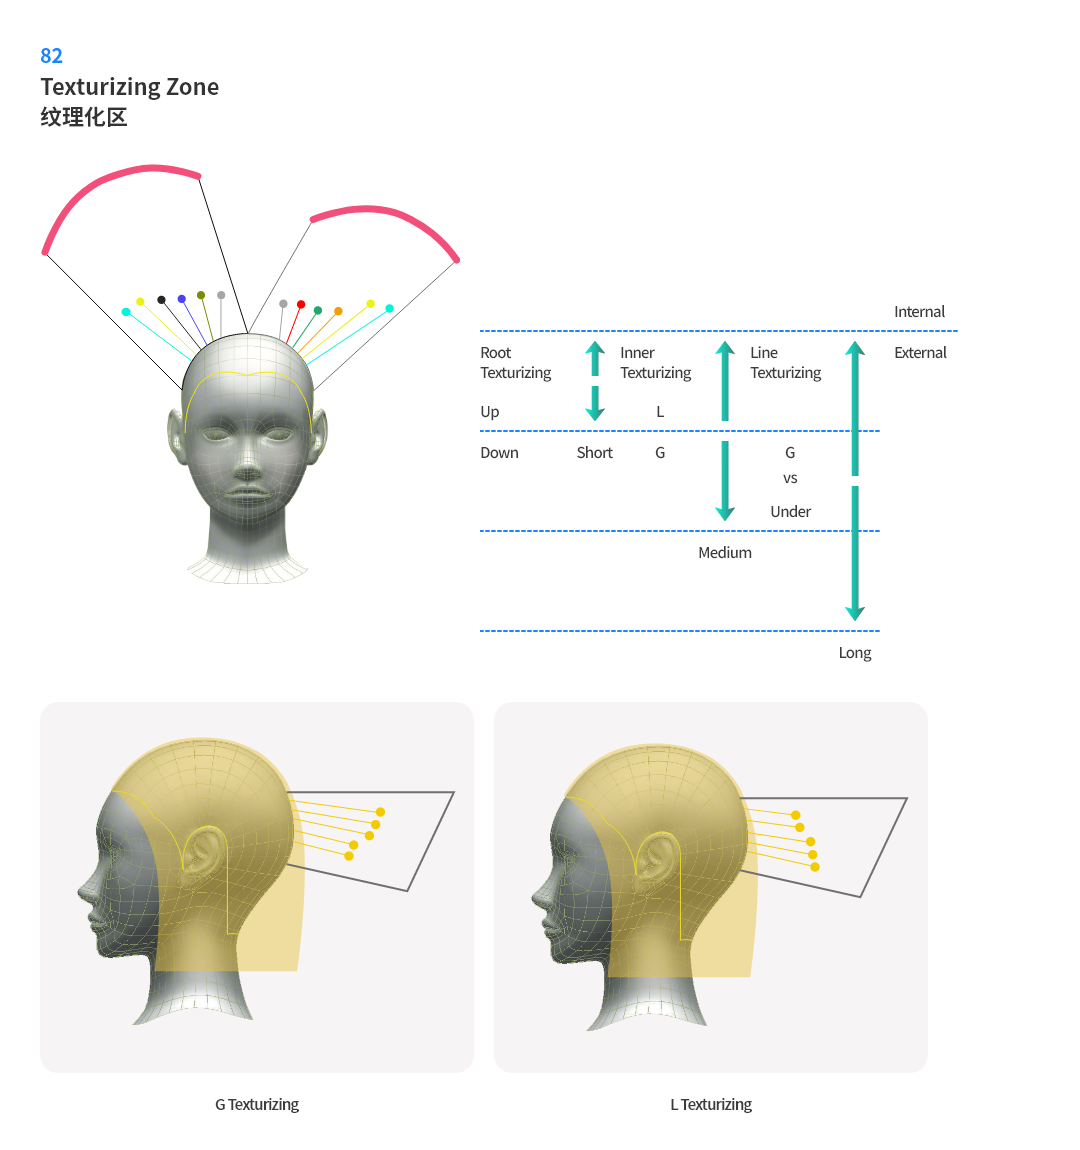 82
Texturizing Zone
纹理化区
Internal
Root
Texturizing
Inner
Texturizing
Line
Texturizing
External
Up
L
Down
Short
G
G
vs
Under
Medium
Long
G Texturizing
L Texturizing